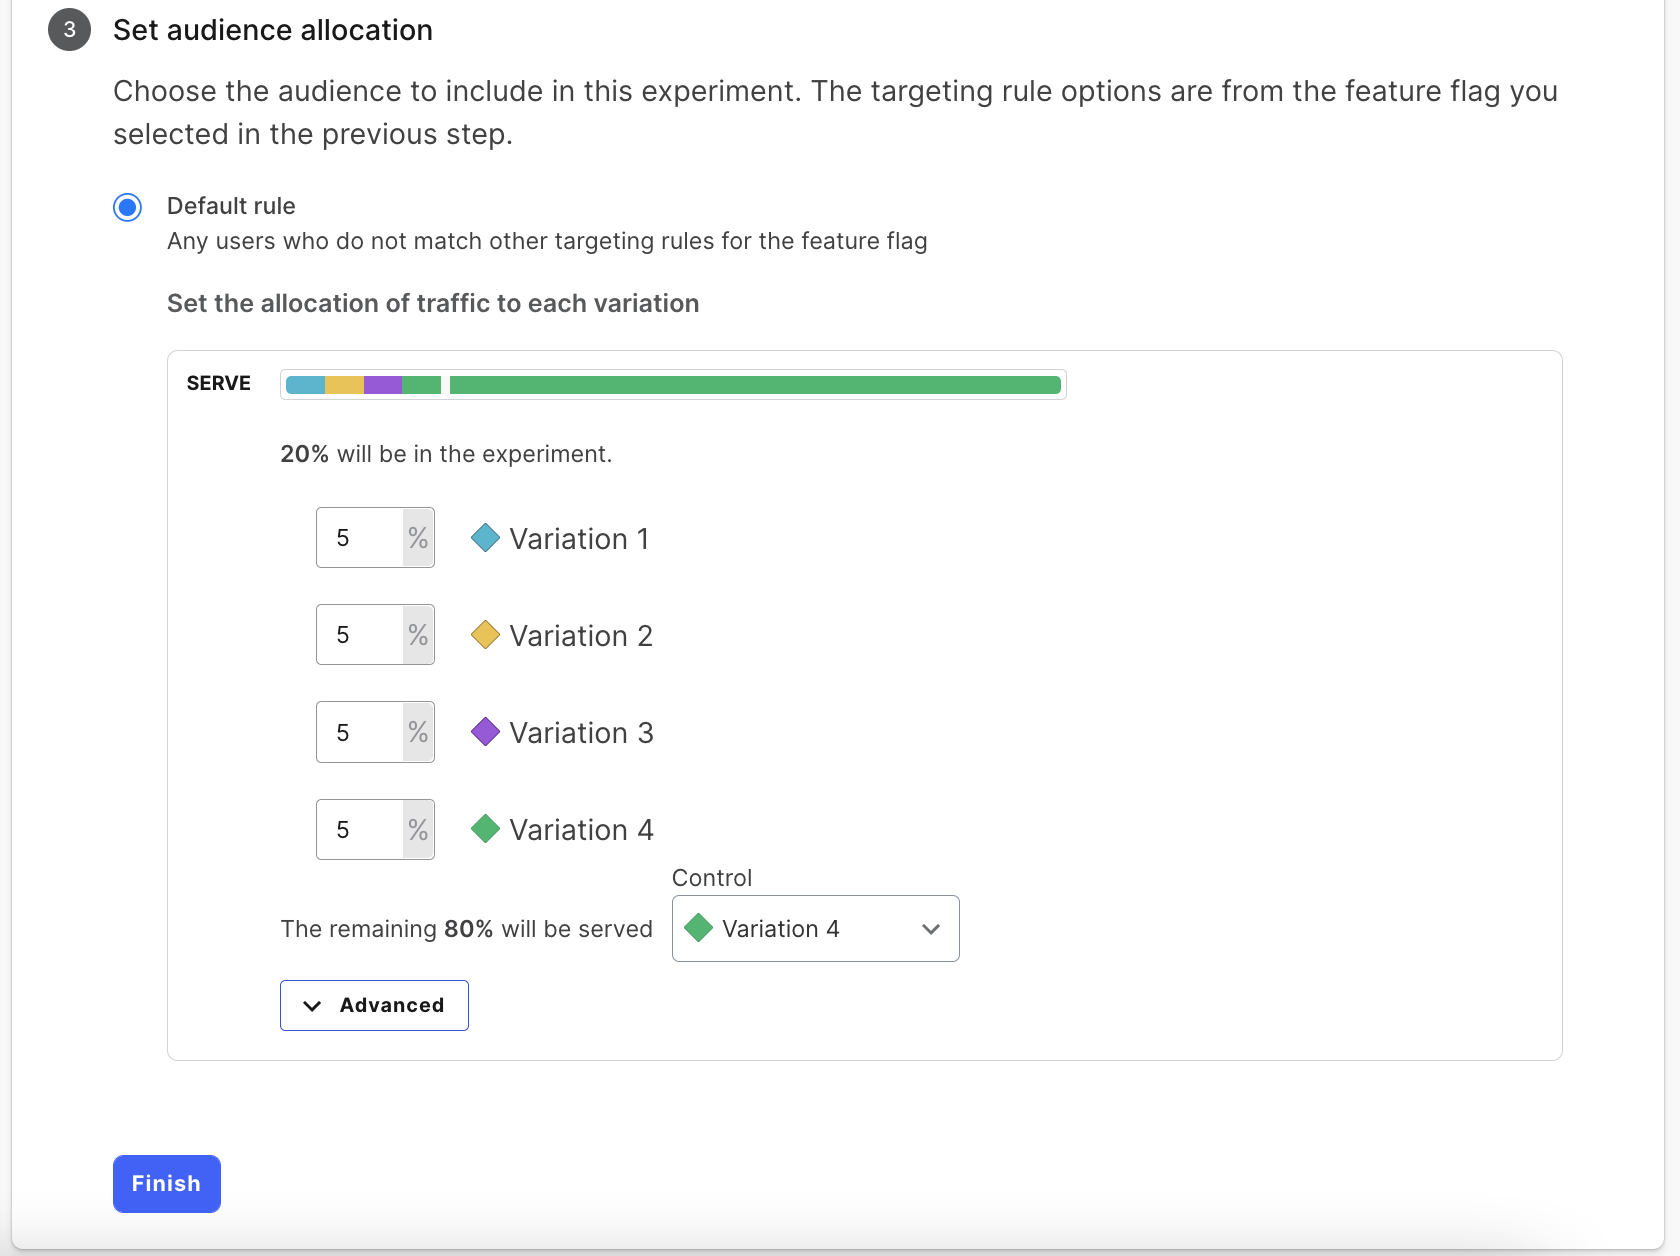 3 Set audience allocation
Choose the audience to include in this experiment. The targeting rule options are from the feature flag you
selected in the previous step.
Default rule
Any users who do not match other targeting rules for the feature flag
Set the allocation of traffic to each variation
SERVE
20% will be in the experiment.
5 % Variation 1
5 % Variation 2
5 % Variation 3
5 % Variation 4
Control
The remaining 80% will be served Variation 4
Advanced
Finish